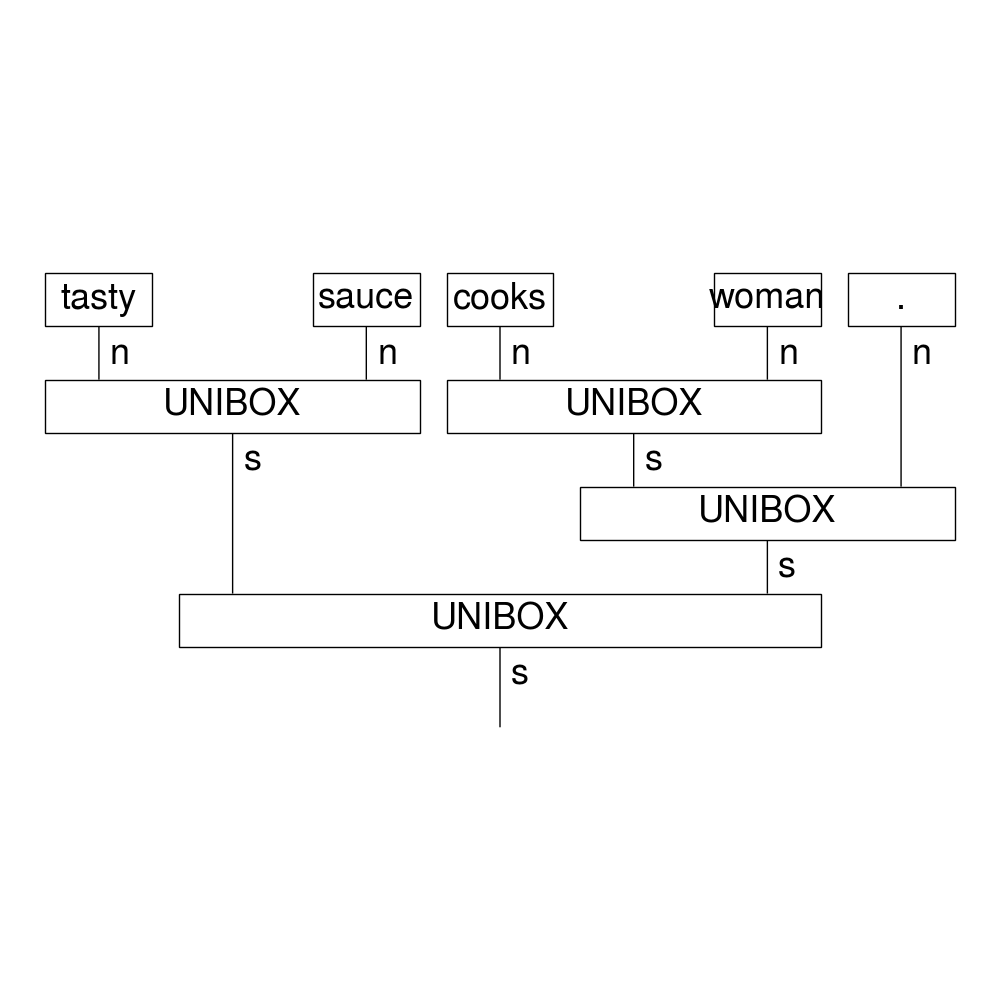 tasty sauce cooks woman .
n n n n n
UNIBOX UNIBOX
s s
UNIBOX
s
UNIBOX
s